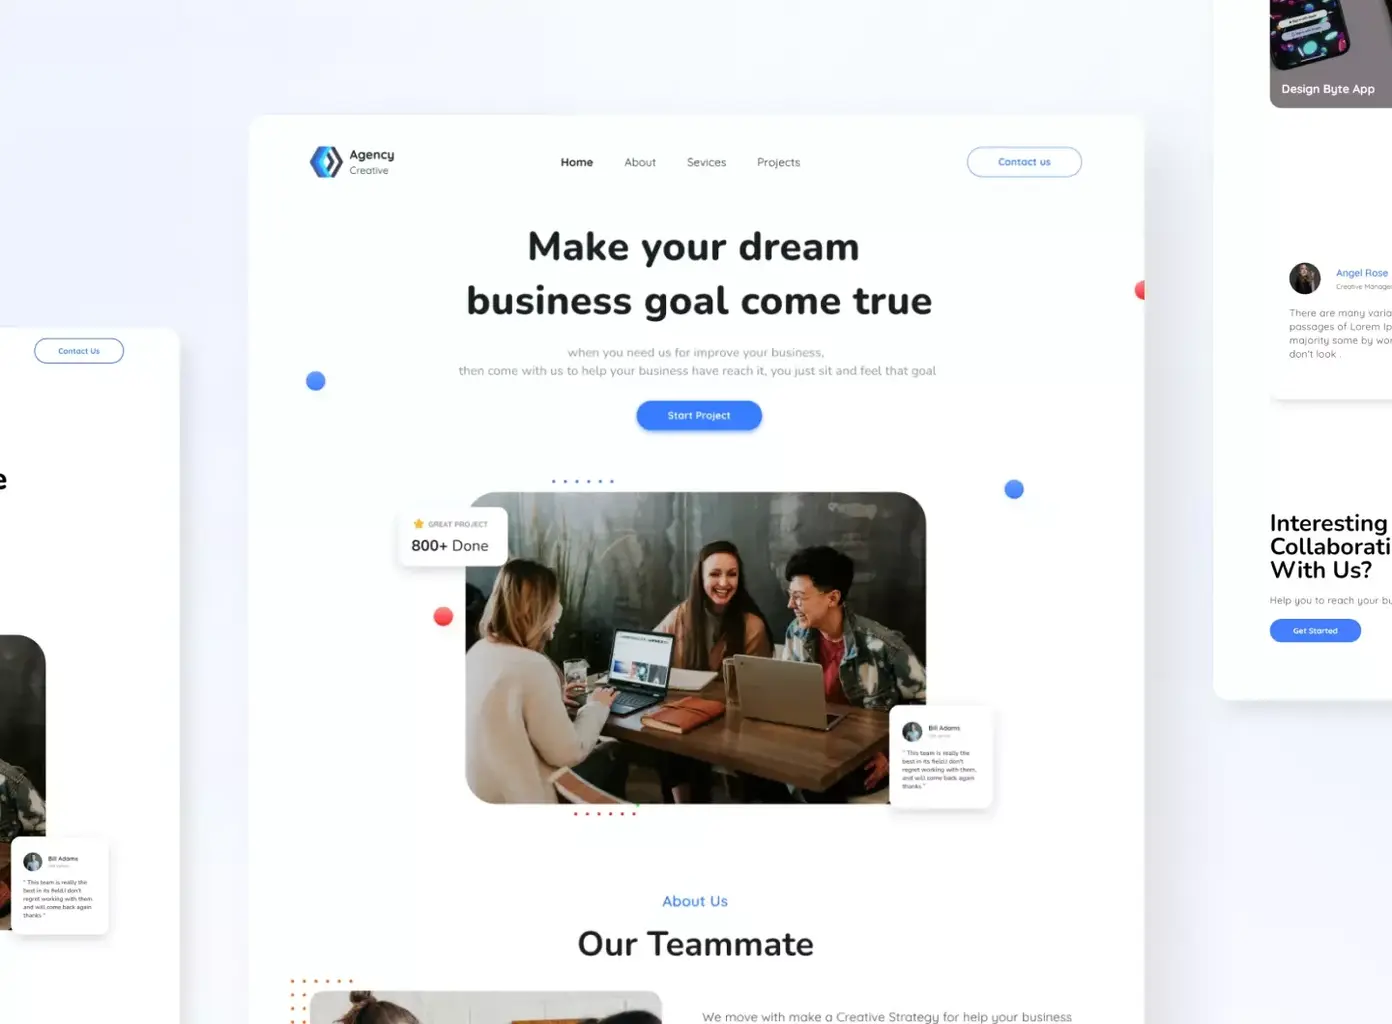 Agency
Creative
Home
About
Sevices
Projects
Contact us
Make your dream
business goal come true
when you need us for improve your business,
then come with us to help your business have reach it, you just sit and feel that goal
Start Project
GREAT PROJECT
800+ Done
Bill Adams
" This team is really the
best in its field,I don't
regret working with them,
and will come back again
thanks "
About Us
Our Teammate
We move with make a Creative Strategy for help your business
Contact Us
e
Bill Adams
" This team is really the
best in its field,I don't
regret working with them,
and will come back again
thanks "
Design Byte App
Angel Rose
Creative Manager
There are many varia
passages of Lorem Ip
majority some by wor
don't look .
Interesting
Collaborati
With Us?
Help you to reach your bu
Get Started